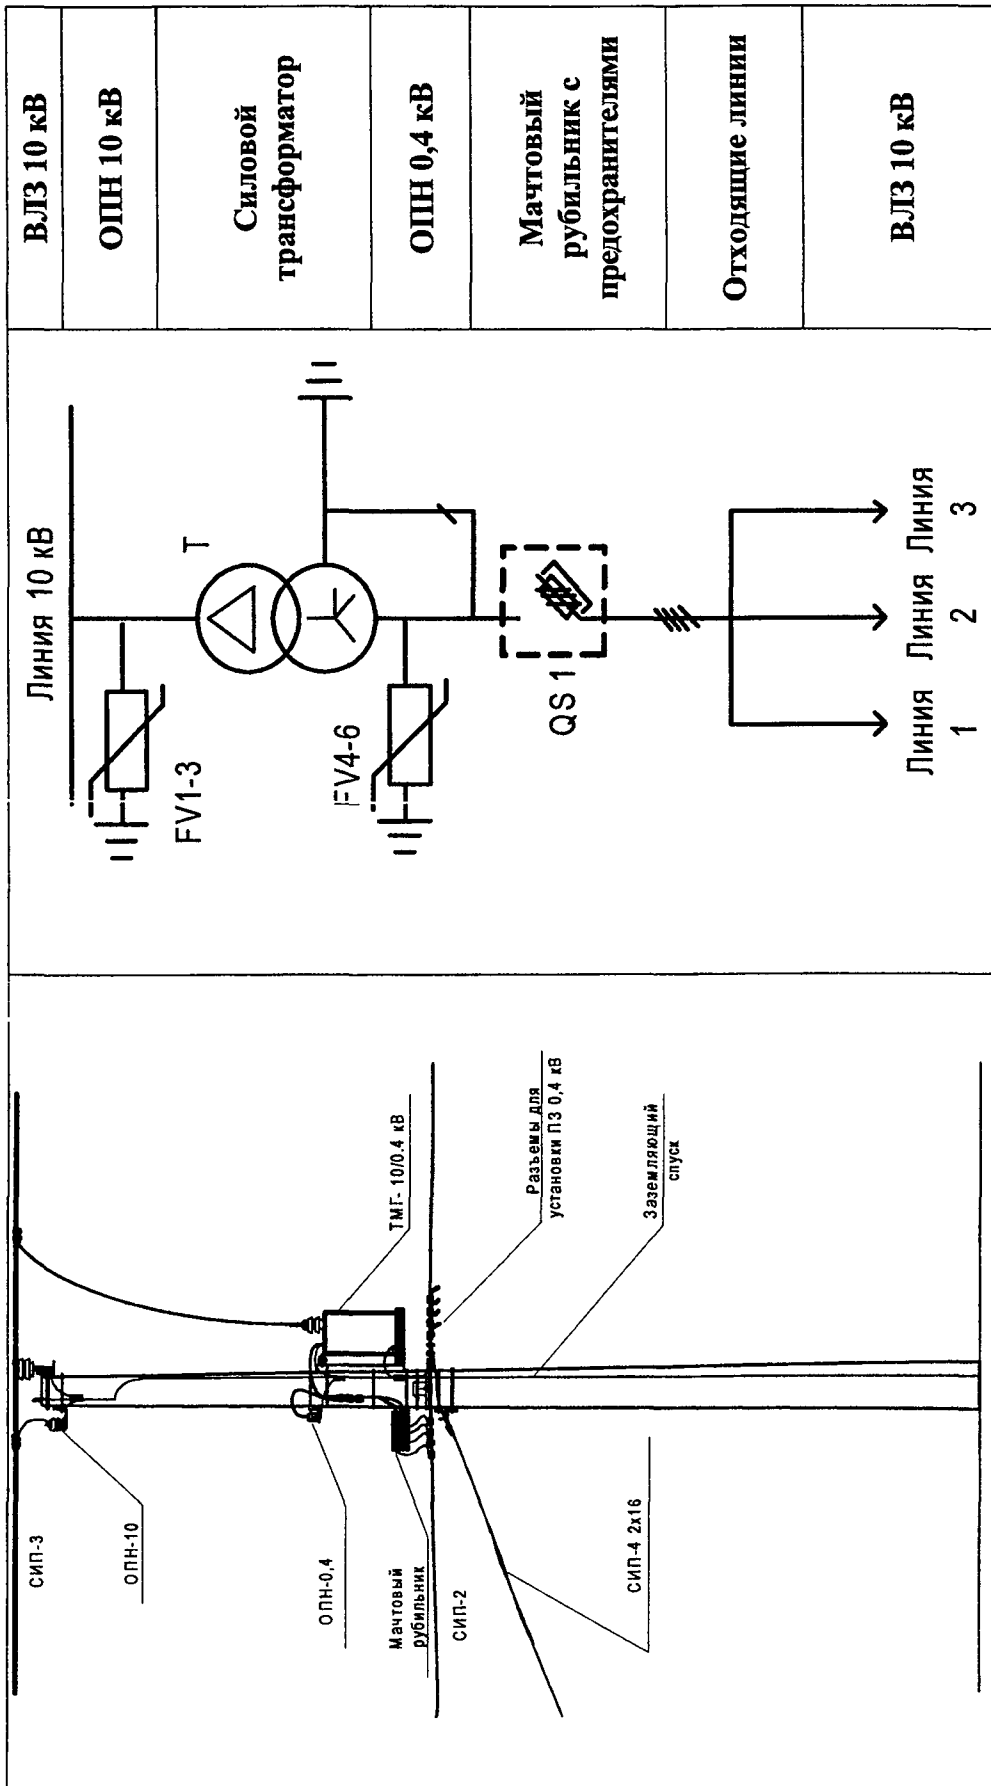 ВЛЗ 10 кВ
ОПН 10 кВ
Силовой
трансформатор
ОПН 0,4 кВ
Мачтовый
рубильник с
предохранителями
Отходящие линии
ВЛЗ 10 кВ
Линия 10 кВ
T
FV1-3
FV4-6
QS 1
Линия
1
Линия
2
Линия
3
СИП-3
ОПН-10
ОПН-0,4
Мачтовый
рубильник
СИП-2
СИП-4 2х16
ТМГ- 10/0.4 кВ
Разъемы для
установки ПЗ 0,4 кВ
Заземляющий
спуск